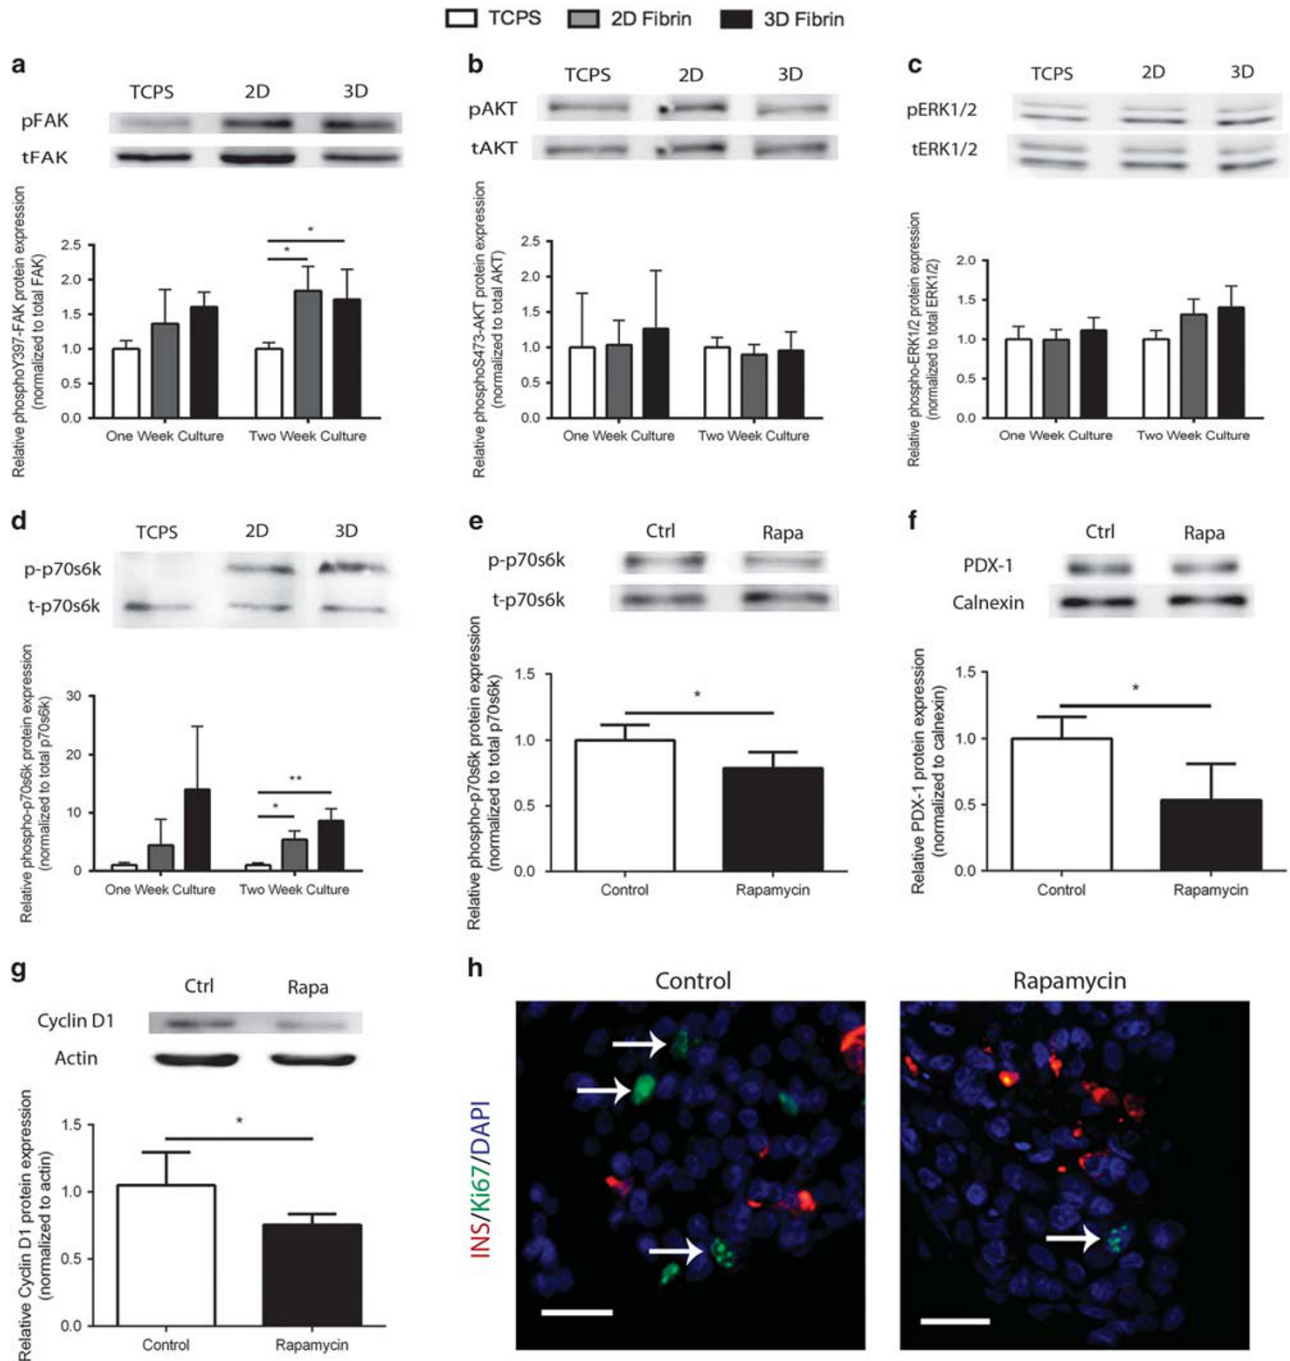 TCPS 2D Fibrin 3D Fibrin
a
TCPS 2D 3D
pFAK
tFAK
Relative phosphoY397-FAK protein expression
(normalized to total FAK)
2.5
2.0
1.5
1.0
0.5
0.0
* *
One Week Culture Two Week Culture
b
TCPS 2D 3D
pAKT
tAKT
Relative phosphoS473-AKT protein expression
(normalized to total AKT)
2.5
2.0
1.5
1.0
0.5
0.0
One Week Culture Two Week Culture
c
TCPS 2D 3D
pERK1/2
tERK1/2
Relative phospho-ERK1/2 protein expression
(normalized to total ERK1/2)
2.0
1.5
1.0
0.5
0.0
One Week Culture Two Week Culture
d
TCPS 2D 3D
p-p70s6k
t-p70s6k
Relative phospho-p70s6k protein expression
(normalized to total p70s6k)
30
20
10
0
**
*
One Week Culture Two Week Culture
e
Ctrl Rapa
p-p70s6k
t-p70s6k
Relative phospho-p70s6k protein expression
(normalized to total p70s6k)
1.5
1.0
0.5
0.0
*
Control Rapamycin
f
Ctrl Rapa
PDX-1
Calnexin
Relative PDX-1 protein expression
(normalized to calnexin)
1.5
1.0
0.5
0.0
*
Control Rapamycin
g
Ctrl Rapa
Cyclin D1
Actin
Relative Cyclin D1 protein expression
(normalized to actin)
1.5
1.0
0.5
0.0
*
Control Rapamycin
h
Control Rapamycin
INS/Ki67/DAPI